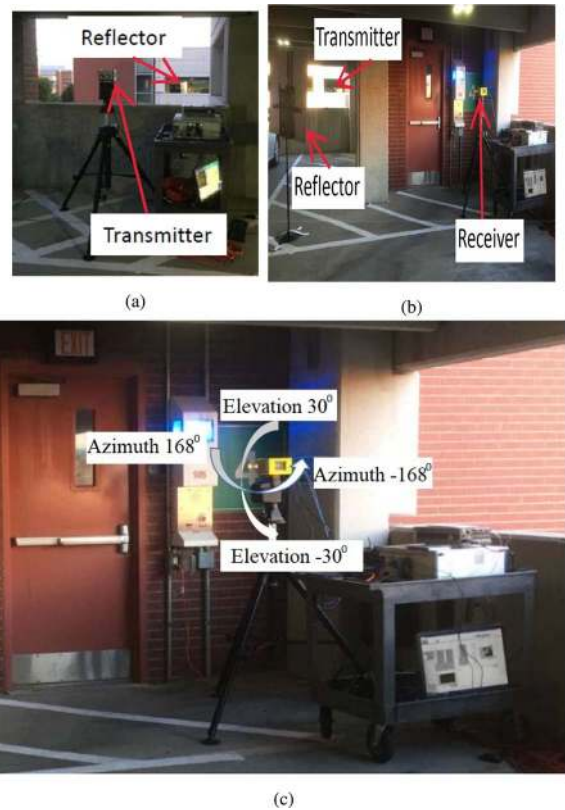 Reflector
Transmitter
(a)
Transmitter
Reflector
Receiver
(b)
EXIT
Elevation 30⁰
Azimuth 168⁰
Azimuth -168⁰
Elevation -30⁰
(c)